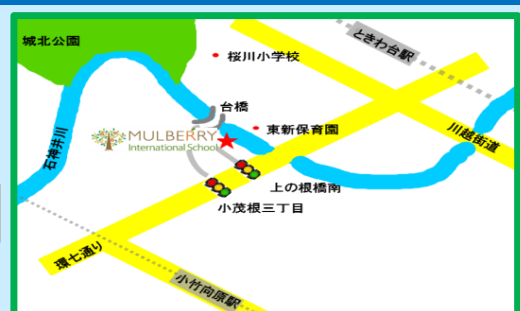 城北公園
ときわ台駅
桜川小学校
台橋
石神井川
MULBERRY
International School
東新保育園
川越街道
上の根橋南
小茂根三丁目
環七通り
小竹向原駅